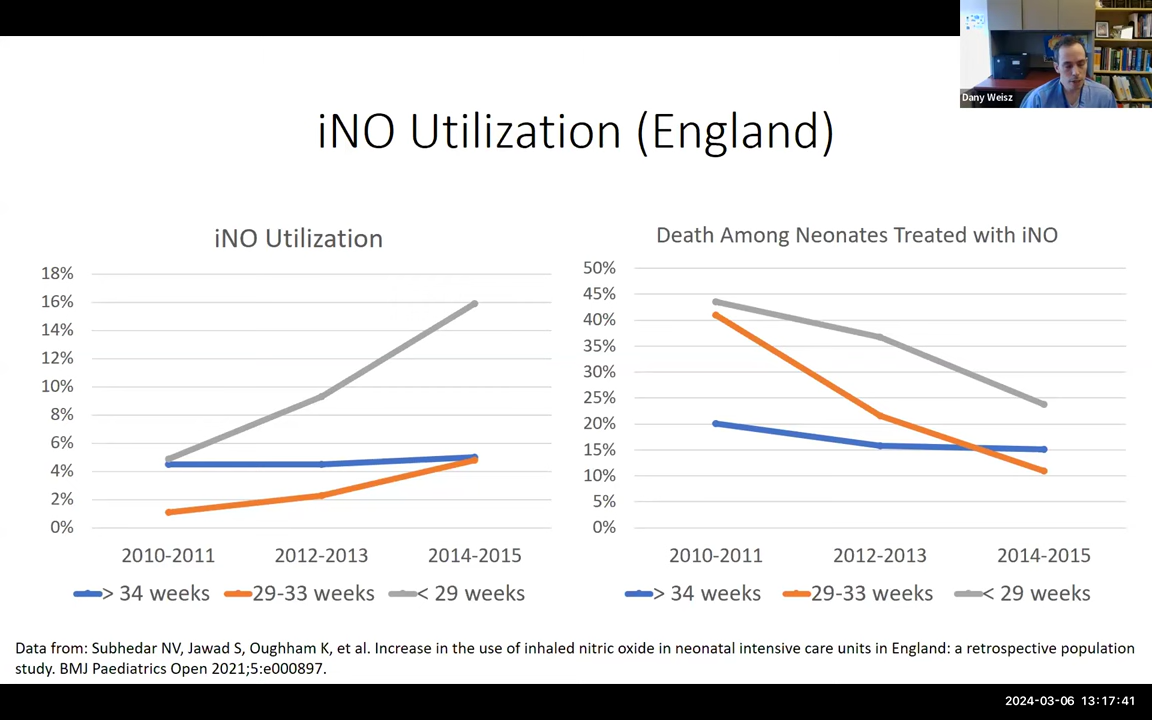 Dany Weisz
iNO Utilization (England)
iNO Utilization
18%
16%
14%
12%
10%
8%
6%
4%
2%
0%
2010-2011 2012-2013 2014-2015
> 34 weeks 29-33 weeks < 29 weeks
Death Among Neonates Treated with iNO
50%
45%
40%
35%
30%
25%
20%
15%
10%
5%
0%
2010-2011 2012-2013 2014-2015
> 34 weeks 29-33 weeks < 29 weeks
Data from: Subhedar NV, Jawad S, Oughham K, et al. Increase in the use of inhaled nitric oxide in neonatal intensive care units in England: a retrospective population
study. BMJ Paediatrics Open 2021;5:e000897.
2024-03-06 13:17:41